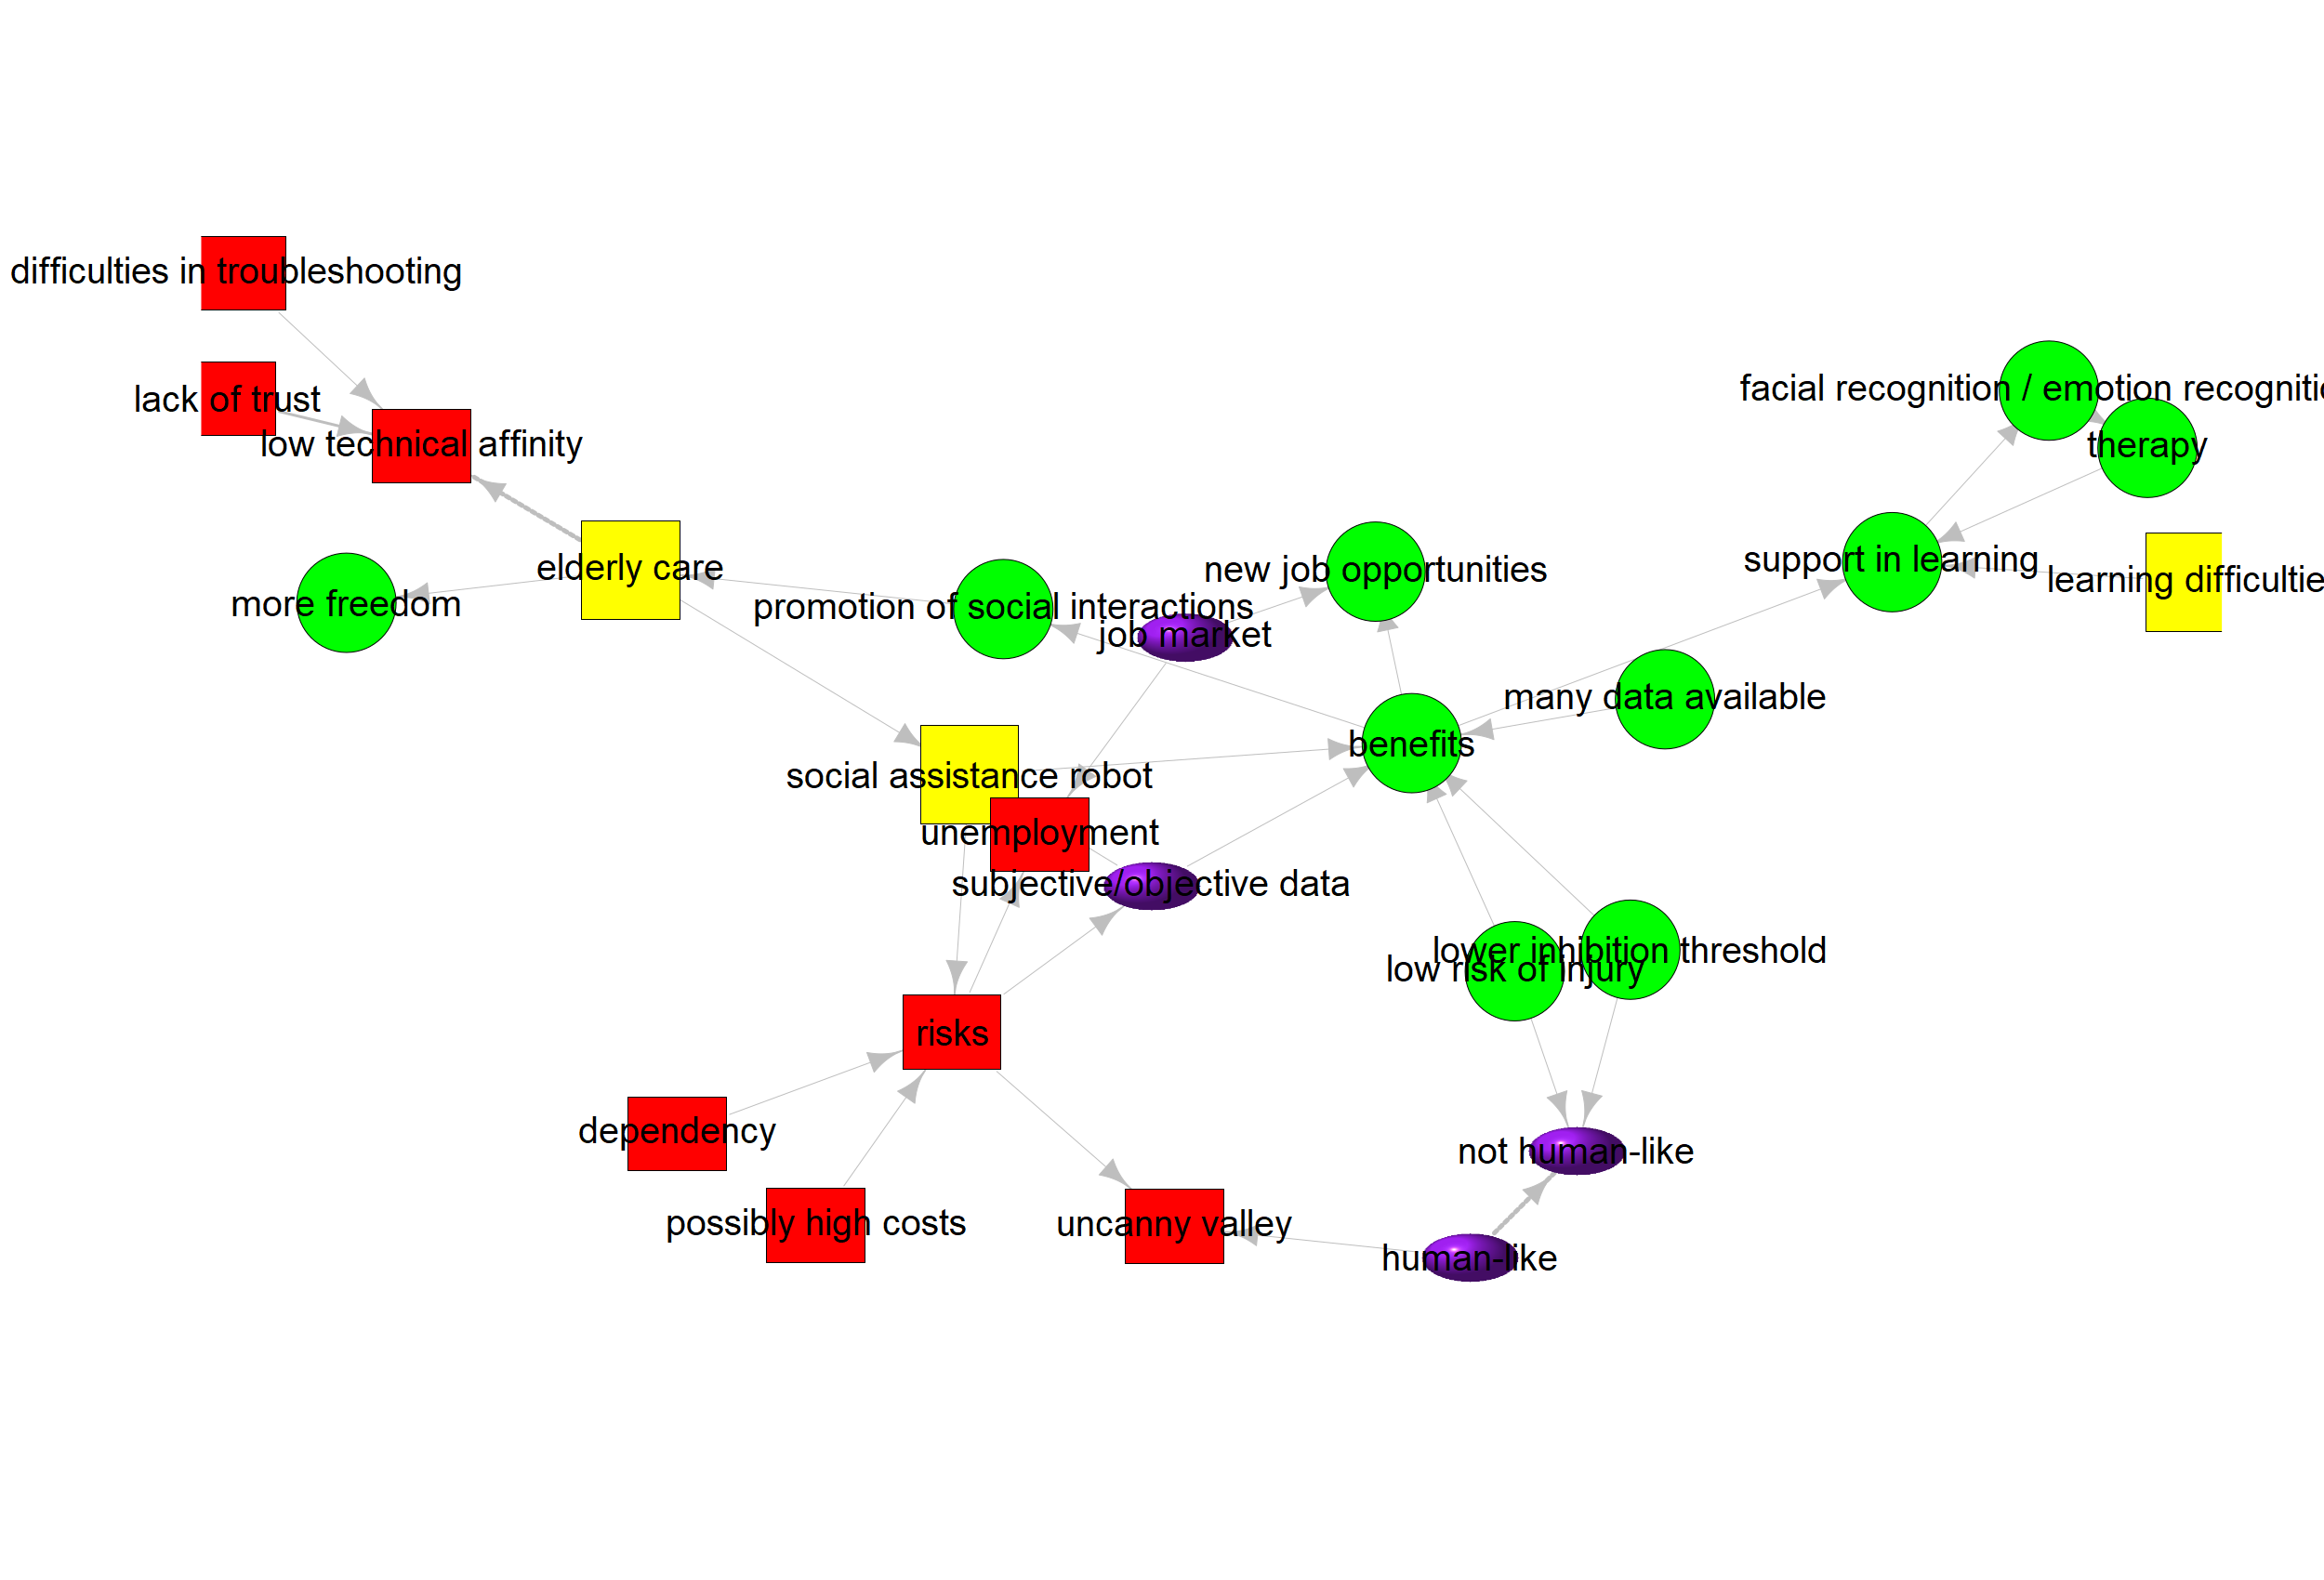 difficulties in troubleshooting
lack of trust
low technical affinity
facial recognition / emotion recogniti
therapy
elderly care
more freedom
promotion of social interactions
new job opportunities
job market
support in learning
learning difficultie
many data available
benefits
social assistance robot
unemployment
subjective/objective data
lower inhibition threshold
low risk of injury
risks
dependency
not human-like
possibly high costs
uncanny valley
human-like